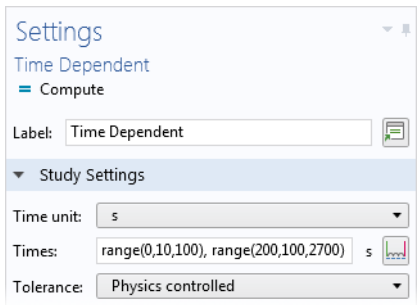 Settings
Time Dependent
= Compute
Label: Time Dependent
Study Settings
Time unit: s
Times: range(0,10,100), range(200,100,2700) s
Tolerance: Physics controlled